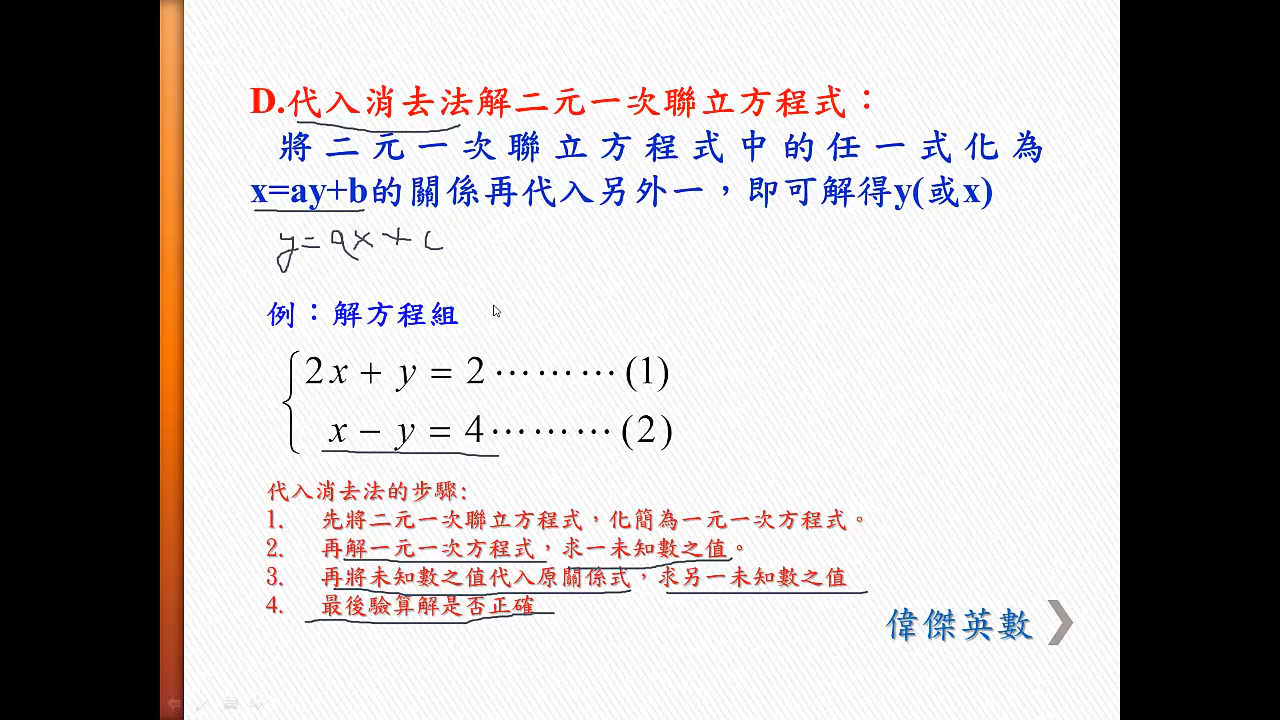 D.代入消去法解二元一次聯立方程式：
將二元一次聯立方程式中的任一式化為
x=ay+b的關係再代入另外一，即可解得y(或x)
y=ax+c
例：解方程組
2x + y = 2⋯⋯⋯(1)
x − y = 4⋯⋯⋯(2)
代入消去法的步驟:
1. 先將二元一次聯立方程式，化簡為一元一次方程式。
2. 再解一元一次方程式，求一未知數之值。
3. 再將未知數之值代入原關係式，求另一未知數之值
4. 最後驗算解是否正確
偉傑英數